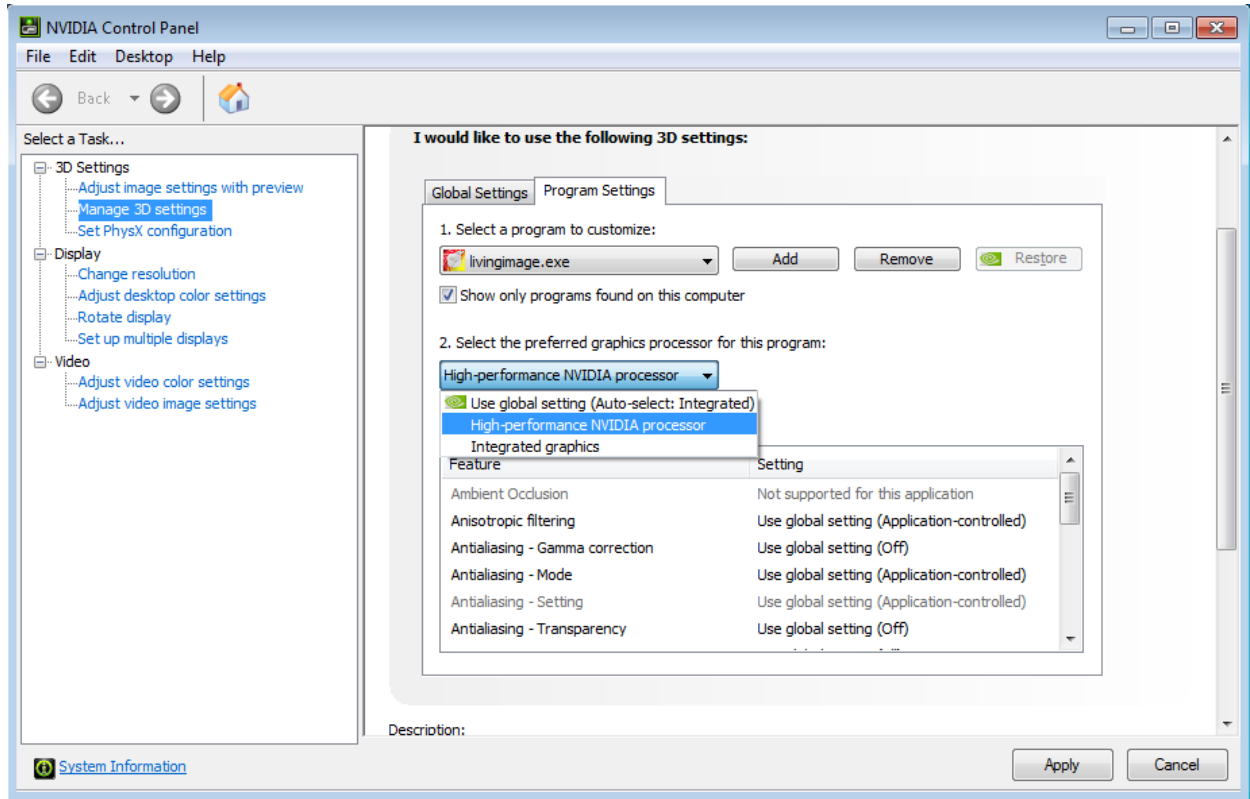 NVIDIA Control Panel
File Edit Desktop Help
Back
Select a Task...
3D Settings
Adjust image settings with preview
Manage 3D settings
Set PhysX configuration
Display
Change resolution
Adjust desktop color settings
Rotate display
Set up multiple displays
Video
Adjust video color settings
Adjust video image settings
System Information
I would like to use the following 3D settings:
Global Settings Program Settings
1. Select a program to customize:
livingimage.exe Add Remove Restore
Show only programs found on this computer
2. Select the preferred graphics processor for this program:
High-performance NVIDIA processor
Use global setting (Auto-select: Integrated)
High-performance NVIDIA processor
Integrated graphics
Feature Setting
Ambient Occlusion Not supported for this application
Anisotropic filtering Use global setting (Application-controlled)
Antialiasing - Gamma correction Use global setting (Off)
Antialiasing - Mode Use global setting (Application-controlled)
Antialiasing - Setting Use global setting (Application-controlled)
Antialiasing - Transparency Use global setting (Off)
Description:
Apply Cancel